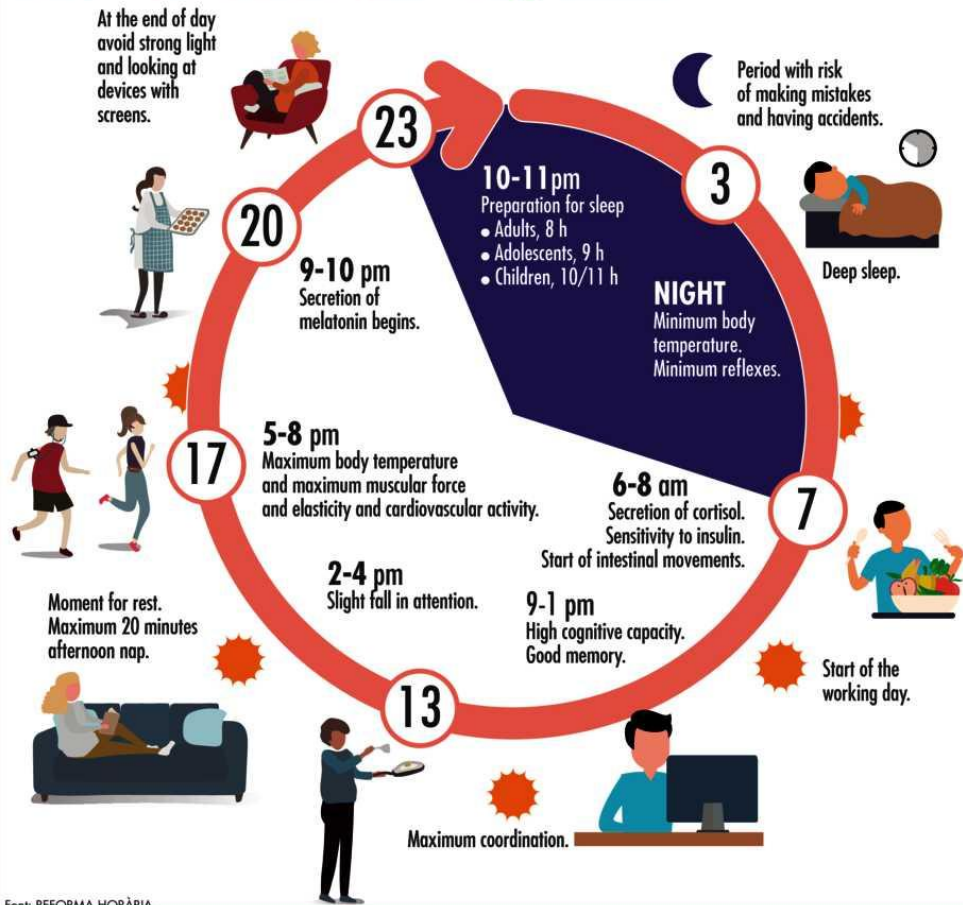 At the end of day
avoid strong light
and looking at
devices with
screens.
Period with risk
of making mistakes
and having accidents.
23
3
10-11pm
Preparation for sleep
• Adults, 8 h
• Adolescents, 9 h
• Children, 10/11 h
20
9-10 pm
Secretion of
melatonin begins.
Deep sleep.
NIGHT
Minimum body
temperature.
Minimum reflexes.
17
5-8 pm
Maximum body temperature
and maximum muscular force
and elasticity and cardiovascular activity.
6-8 am
Secretion of cortisol.
Sensitivity to insulin.
Start of intestinal movements.
7
2-4 pm
Slight fall in attention.
9-1 pm
High cognitive capacity.
Good memory.
Moment for rest.
Maximum 20 minutes
afternoon nap.
Start of the
working day.
13
Maximum coordination.
Font: REFORMA HORÀRIA